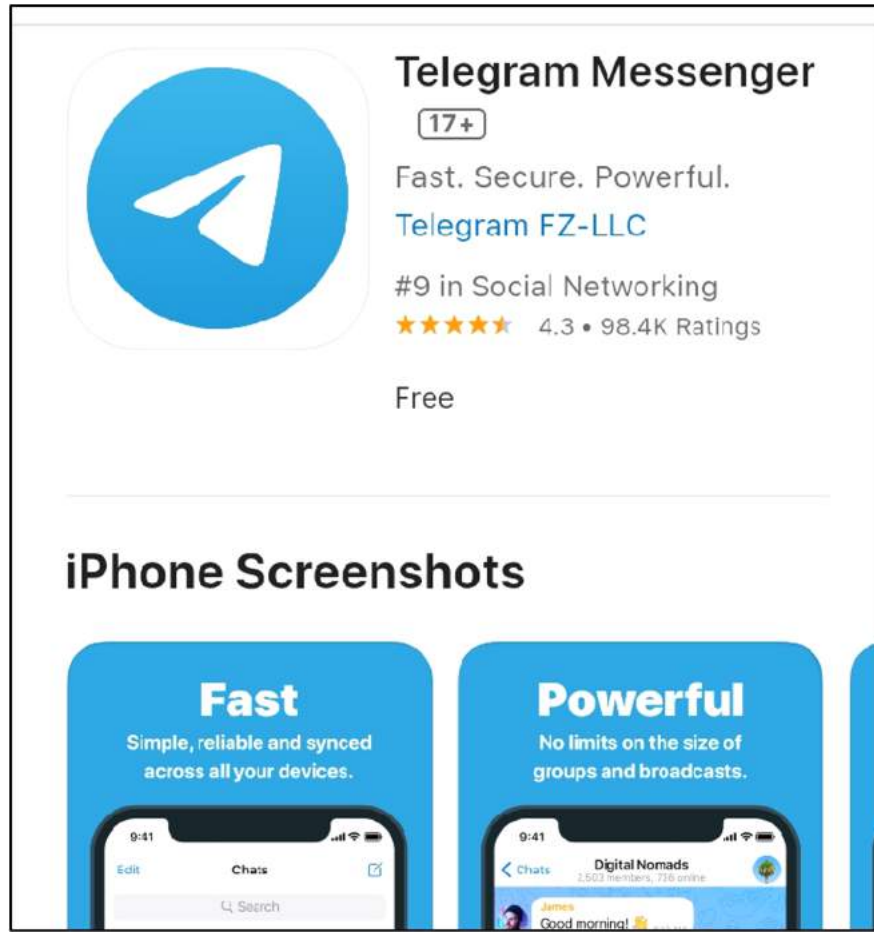 Telegram Messenger
17+
Fast. Secure. Powerful.
Telegram FZ-LLC
#9 in Social Networking
4.3 • 98.4K Ratings
Free
iPhone Screenshots
Fast
Simple, reliable and synced
across all your devices.
9:41
Edit
Chats
Search
Powerful
No limits on the size of
groups and broadcasts.
9:41
Chats
Digital Nomads
2,503 members, 736 online
James
Good morning! 👋